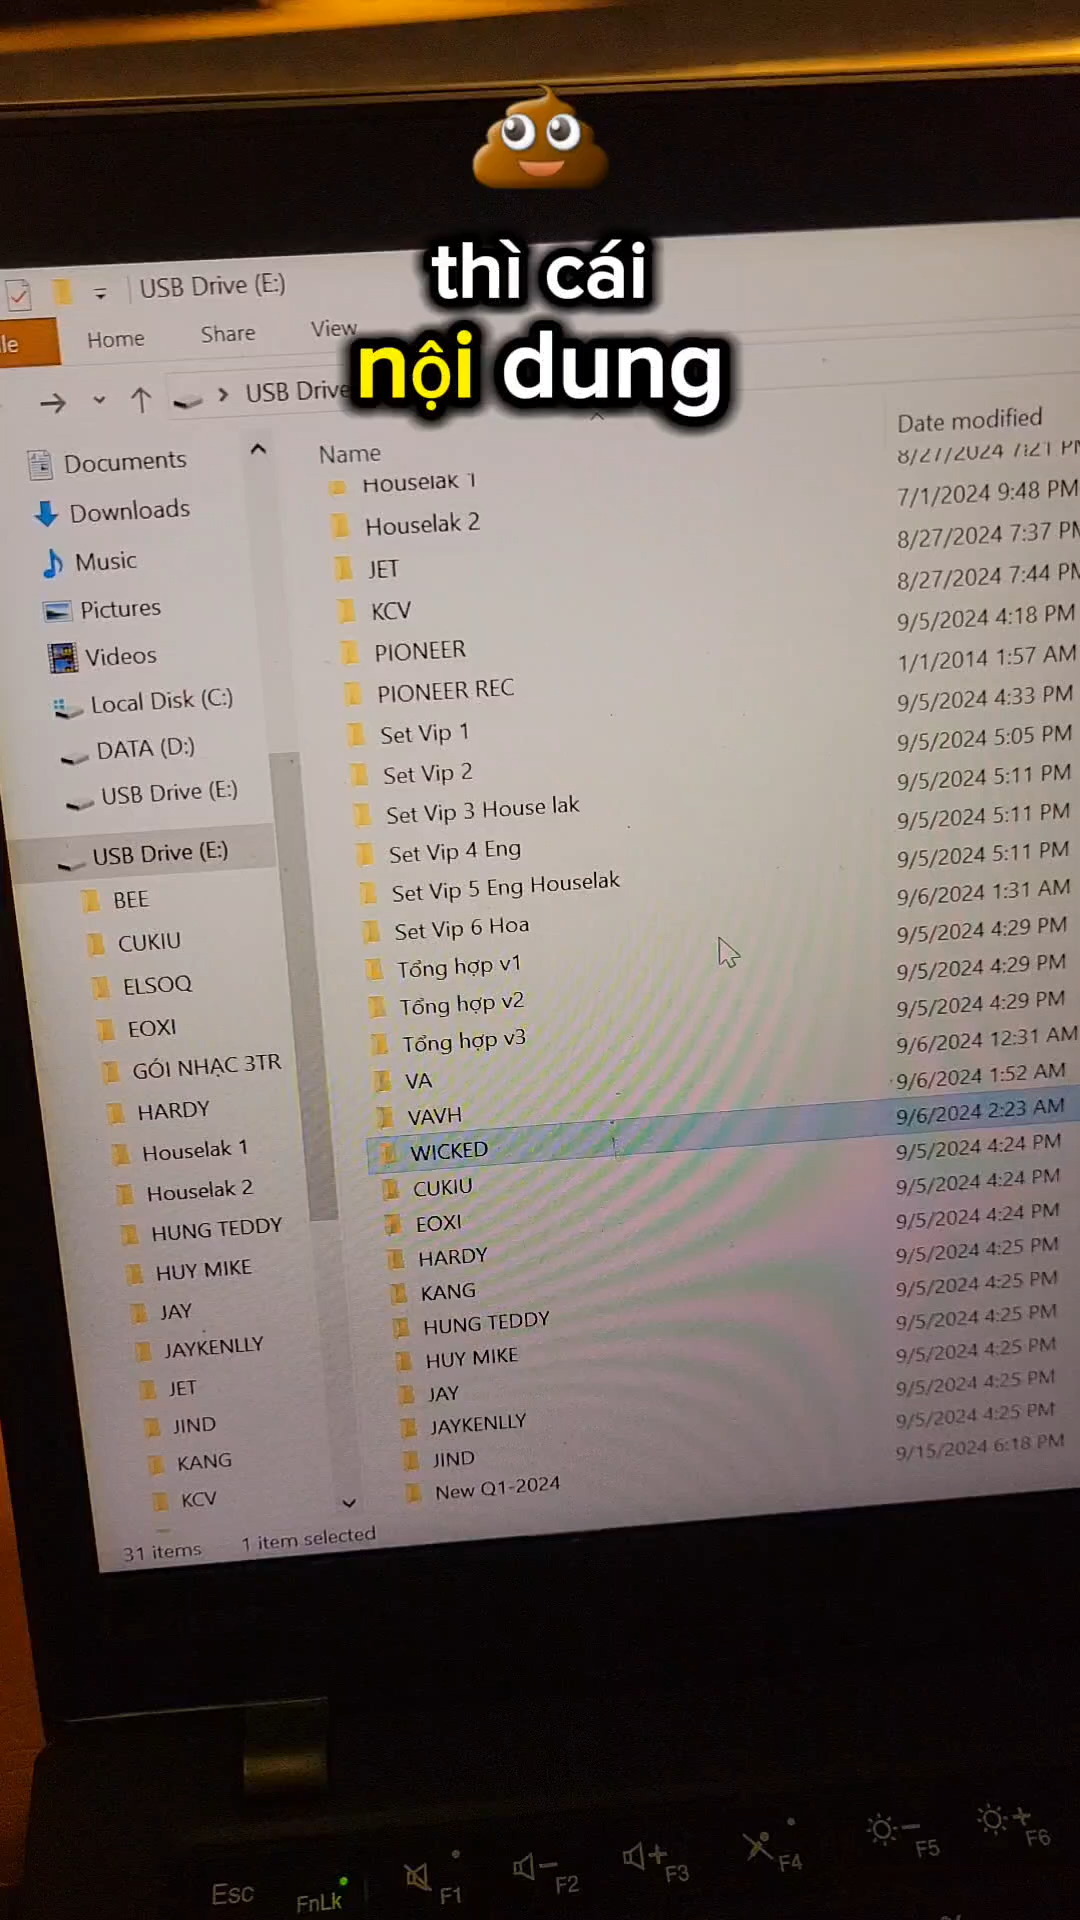 thì cái
nội dung
USB Drive (E:)
Home
Share
View
USB Drive
Documents
Downloads
Music
Pictures
Videos
Local Disk (C:)
DATA (D:)
USB Drive (E:)
USB Drive (E:)
BEE
CUKIU
ELSOQ
EOXI
GÓI NHẠC 3TR
HARDY
Houselak 1
Houselak 2
HUNG TEDDY
HUY MIKE
JAY
JAYKENLLY
JET
JIND
KANG
KCV
Name
Houselak 1
Houselak 2
JET
KCV
PIONEER
PIONEER REC
Set Vip 1
Set Vip 2
Set Vip 3 House lak
Set Vip 4 Eng
Set Vip 5 Eng Houselak
Set Vip 6 Hoa
Tổng hợp v1
Tổng hợp v2
Tổng hợp v3
VA
VAVH
WICKED
CUKIU
EOXI
HARDY
KANG
HUNG TEDDY
HUY MIKE
JAY
JAYKENLLY
JIND
New Q1-2024
Date modified
8/27/2024 7:21 PM
7/1/2024 9:48 PM
8/27/2024 7:37 PM
8/27/2024 7:44 PM
9/5/2024 4:18 PM
1/1/2014 1:57 AM
9/5/2024 4:33 PM
9/5/2024 5:05 PM
9/5/2024 5:11 PM
9/5/2024 5:11 PM
9/5/2024 5:11 PM
9/6/2024 1:31 AM
9/5/2024 4:29 PM
9/5/2024 4:29 PM
9/5/2024 4:29 PM
9/6/2024 12:31 AM
9/6/2024 1:52 AM
9/6/2024 2:23 AM
9/5/2024 4:24 PM
9/5/2024 4:24 PM
9/5/2024 4:24 PM
9/5/2024 4:25 PM
9/5/2024 4:25 PM
9/5/2024 4:25 PM
9/5/2024 4:25 PM
9/5/2024 4:25 PM
9/5/2024 4:25 PM
9/15/2024 6:18 PM
31 items
1 item selected
Esc
FnLk
F1
F2
F3
F4
F5
F6